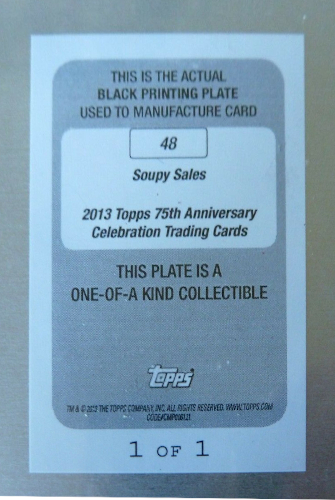 THIS IS THE ACTUAL
BLACK PRINTING PLATE
USED TO MANUFACTURE CARD
48
Soupy Sales
2013 Topps 75th Anniversary
Celebration Trading Cards
THIS PLATE IS A
ONE-OF-A KIND COLLECTIBLE
Topps
TM & © 2013 THE TOPPS COMPANY, INC. ALL RIGHTS RESERVED. WWW.TOPPS.COM
1 OF 1